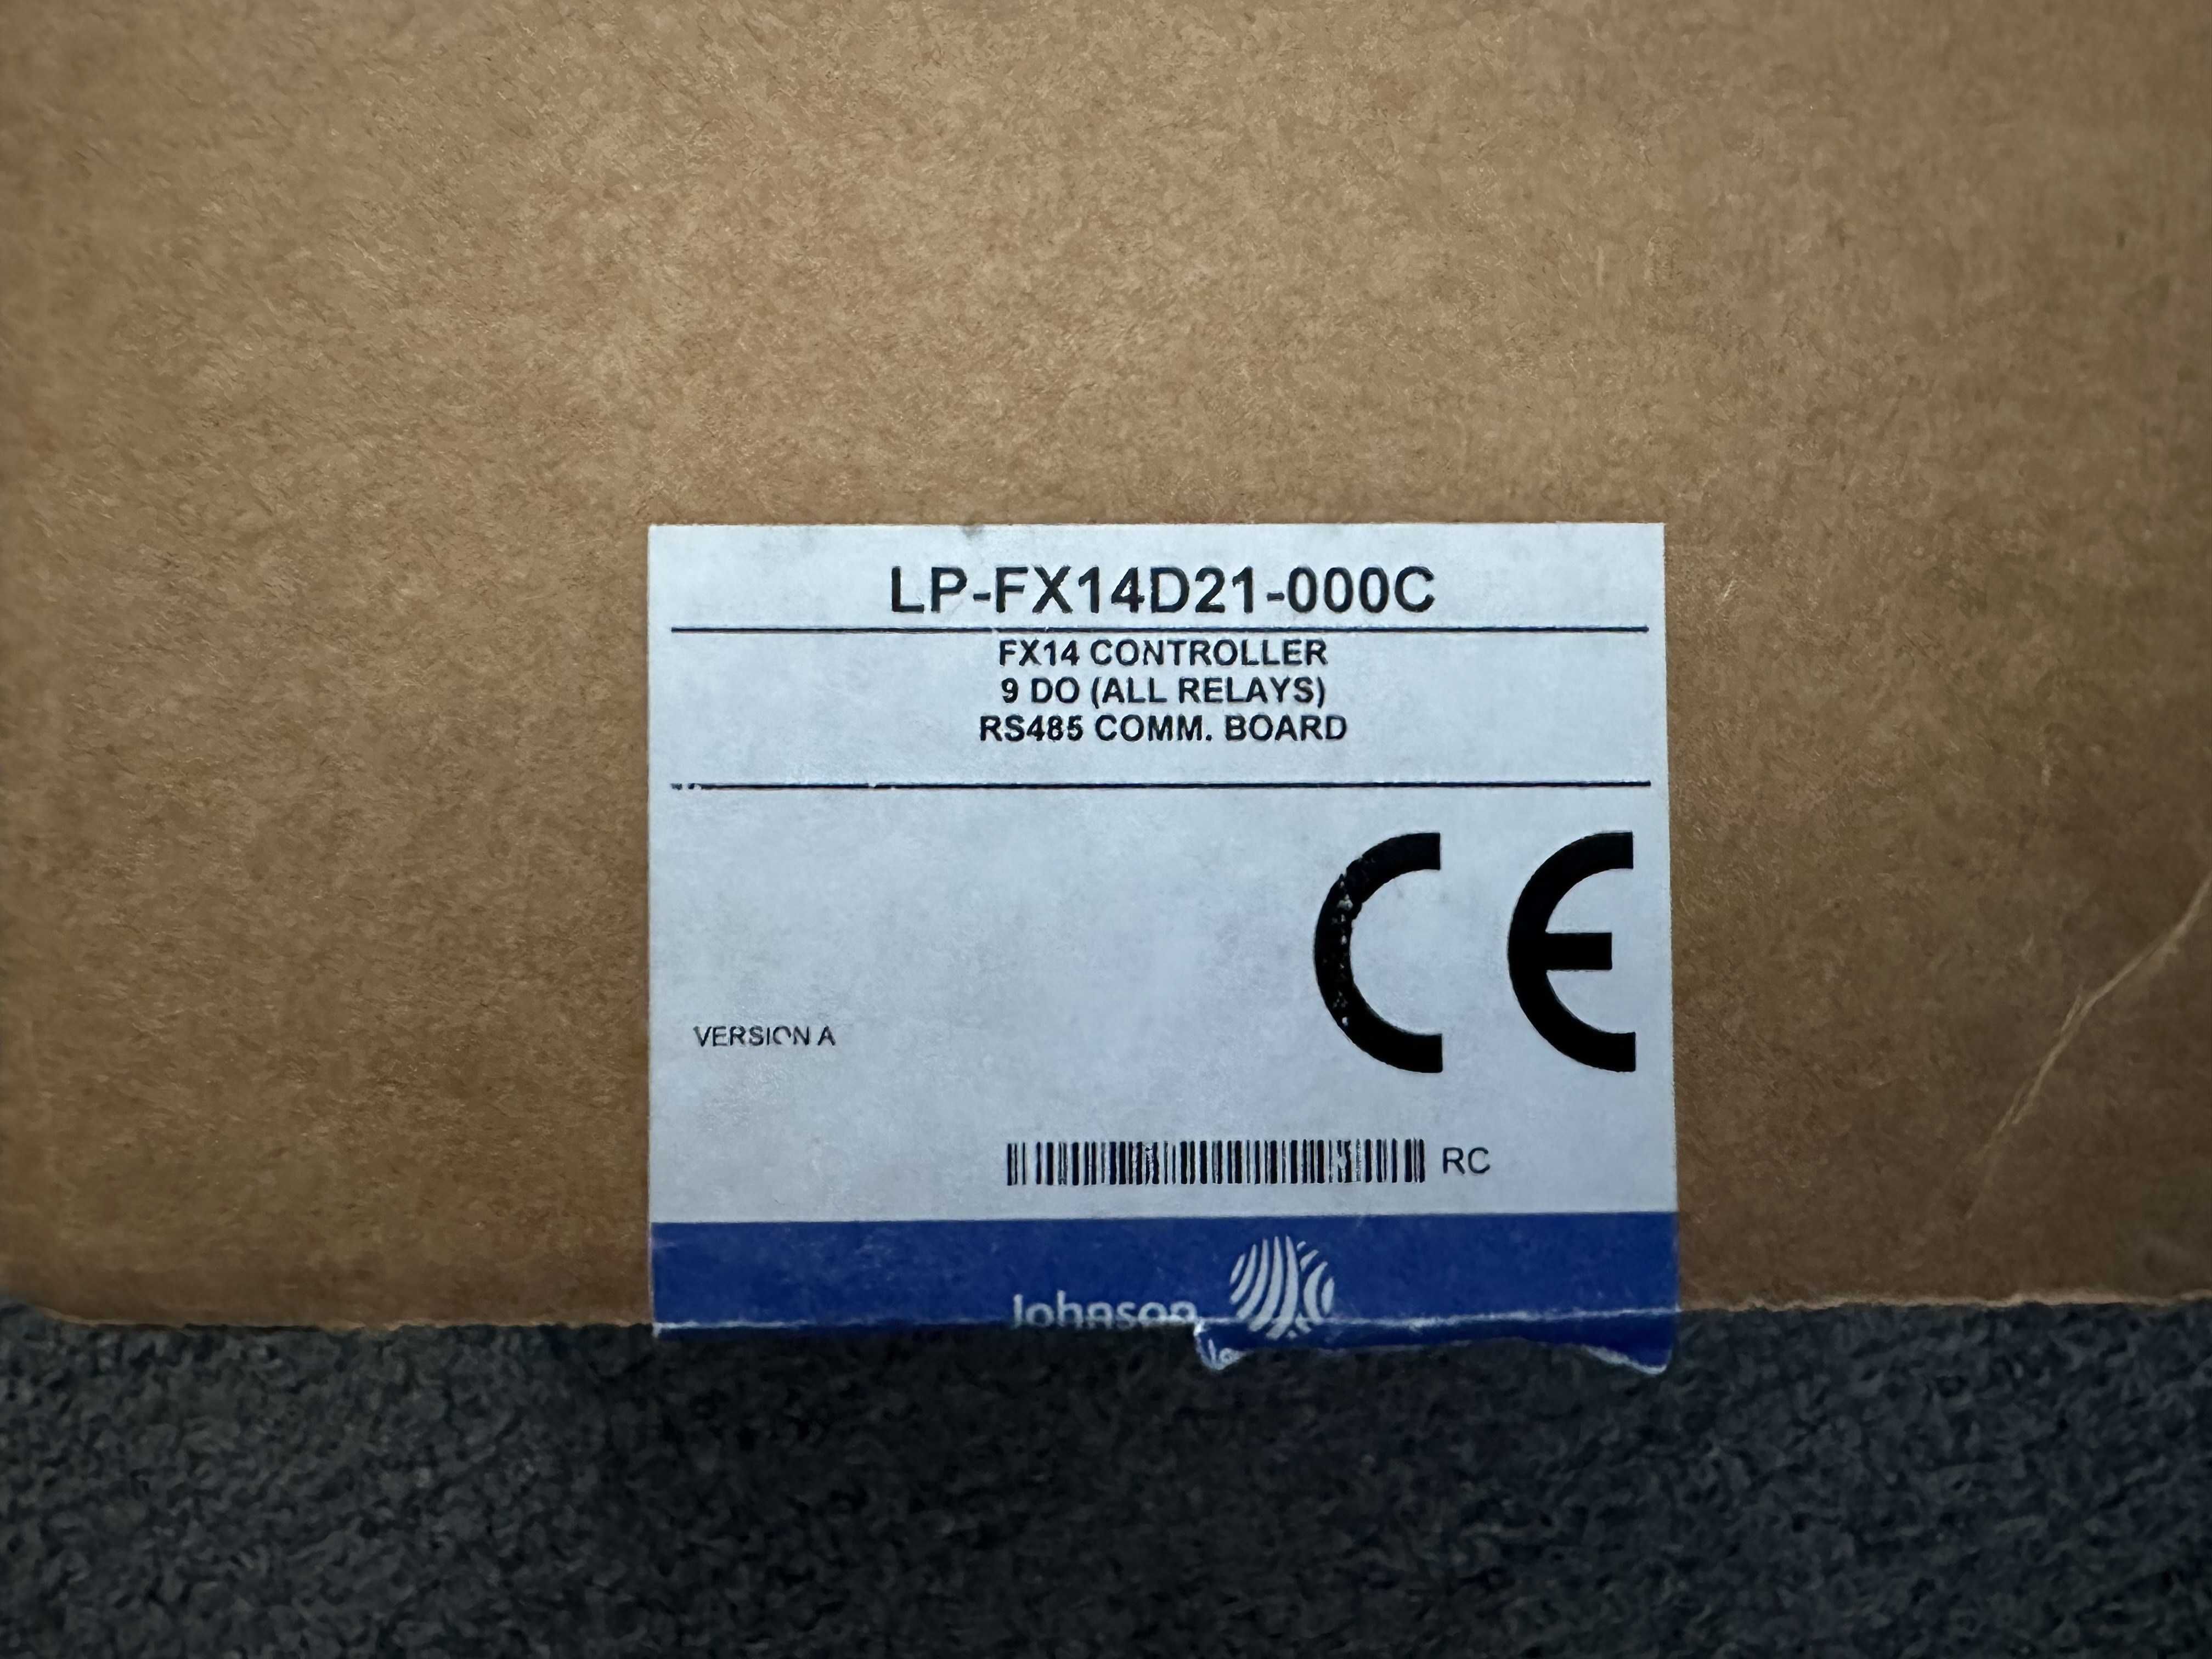 LP-FX14D21-000C
FX14 CONTROLLER
9 DO (ALL RELAYS)
RS485 COMM. BOARD
CE
VERSION A
RC
Johnson